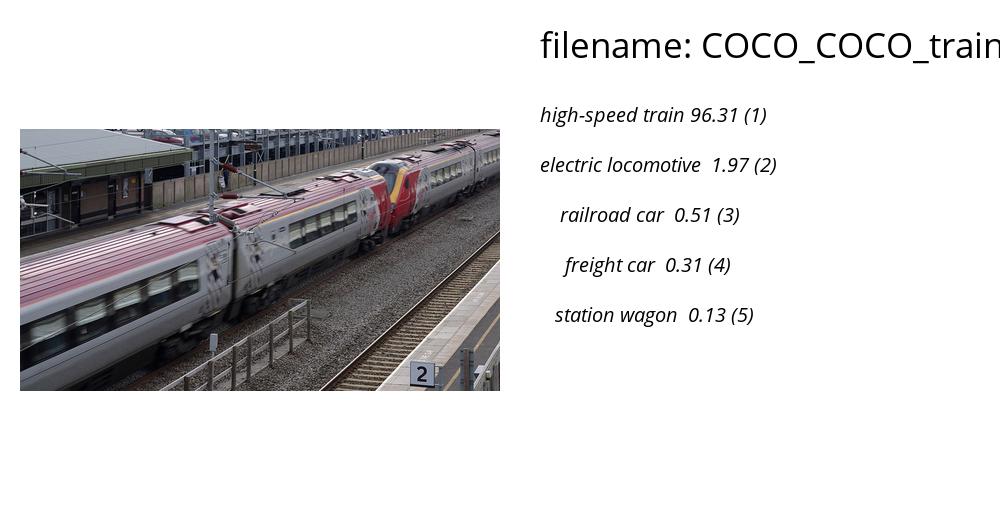 filename: COCO_COCO_train
high-speed train 96.31 (1)
electric locomotive 1.97 (2)
railroad car 0.51 (3)
freight car 0.31 (4)
station wagon 0.13 (5)
2